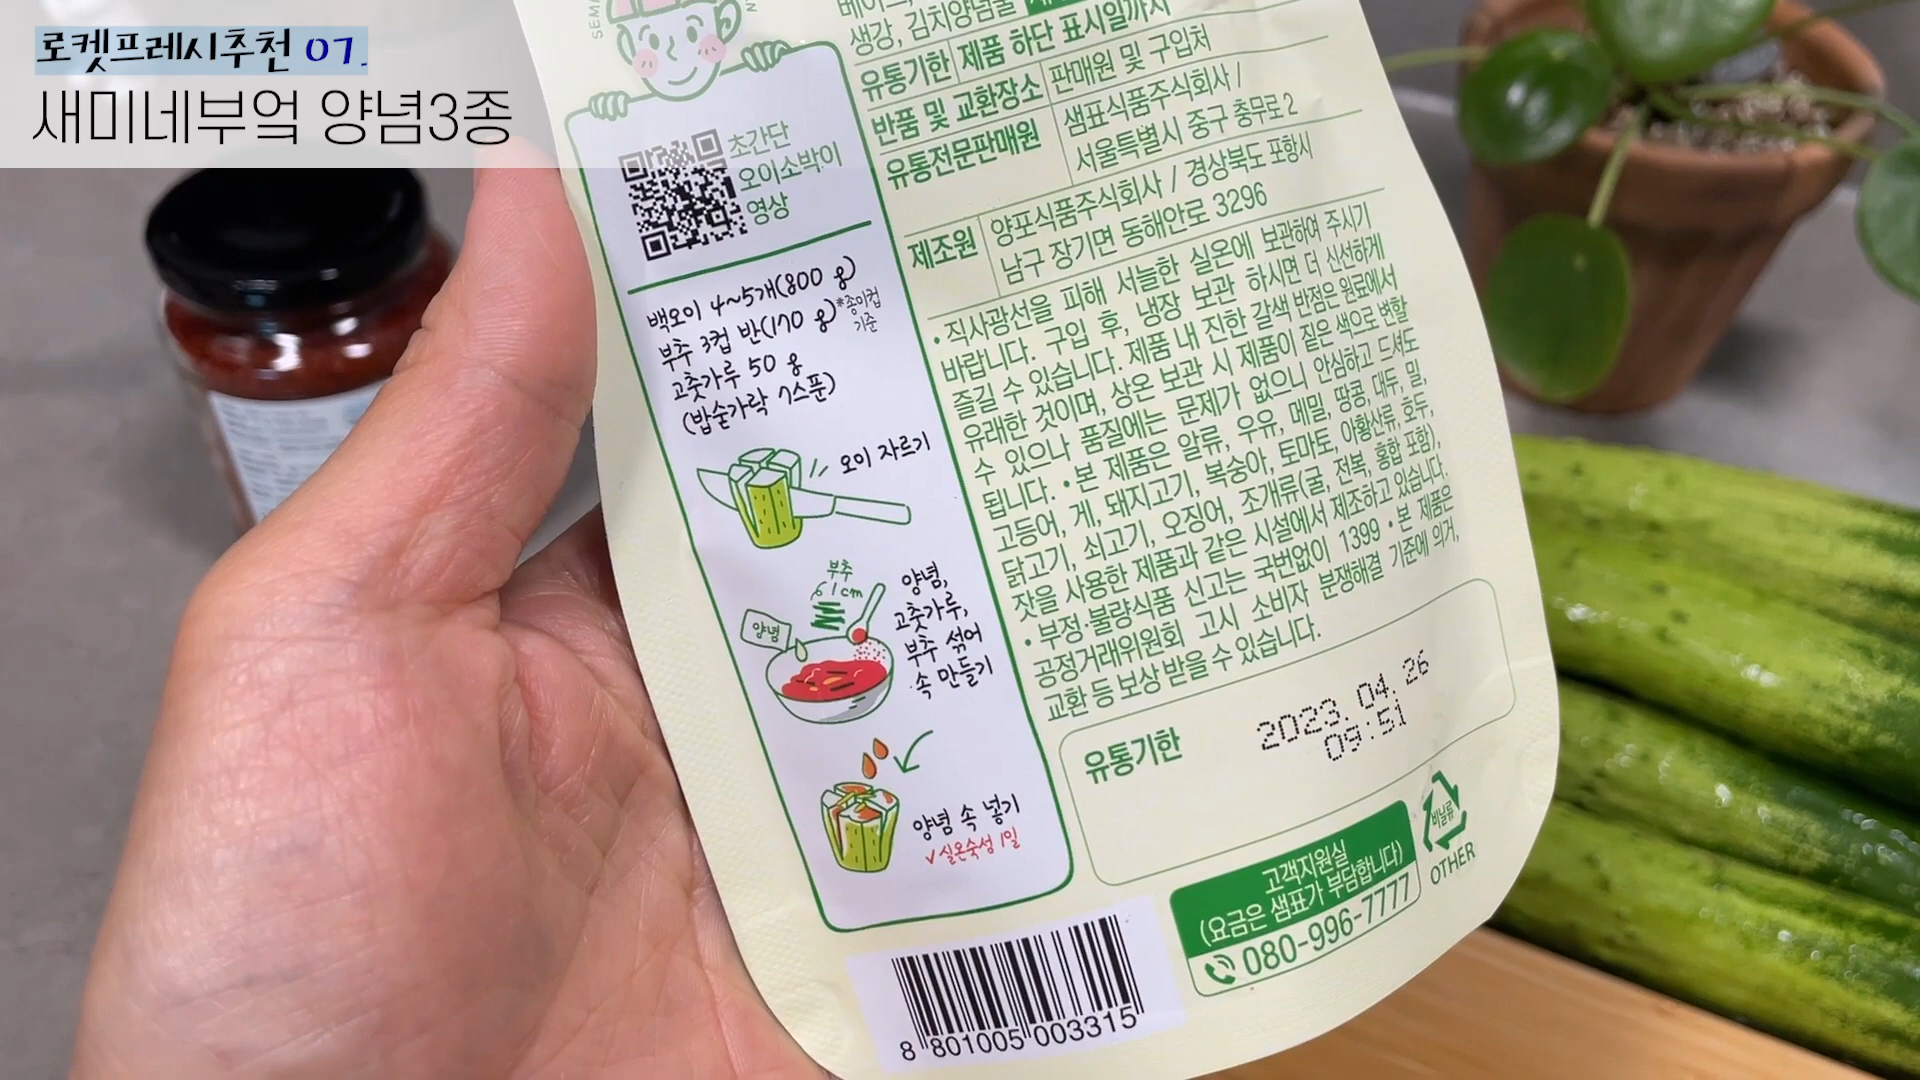 로켓프레시추천 07.
새미네부엌 양념3종
초간단
오이소박이
영상
백오이 4~5개(800 g)
부추 3컵 반(170 g) *종이컵 기준
고춧가루 50 g
(밥숟가락 7스푼)
오이 자르기
부추
1cm
양념
양념,
고춧가루,
부추 섞어
속 만들기
양념 속 넣기
✓실온숙성 1일
생강, 김치양념물
유통기한 제품 하단 표시일까지
반품 및 교환장소 판매원 및 구입처
유통전문판매원 샘표식품주식회사 /
서울특별시 중구 충무로 2
제조원 양포식품주식회사 / 경상북도 포항시
남구 장기면 동해안로 3296
• 직사광선을 피해 서늘한 실온에 보관하여 주시기
바랍니다. 구입 후, 냉장 보관 하시면 더 신선하게
즐길 수 있습니다. 제품 내 진한 갈색 반점은 원료에서
유래한 것이며, 상온 보관 시 제품이 짙은 색으로 변할
수 있으나 품질에는 문제가 없으니 안심하고 드셔도
됩니다. • 본 제품은 알류, 우유, 메밀, 땅콩, 대두, 밀,
고등어, 게, 돼지고기, 복숭아, 토마토, 아황산류, 호두,
닭고기, 쇠고기, 오징어, 조개류(굴, 전복, 홍합 포함),
잣을 사용한 제품과 같은 시설에서 제조하고 있습니다.
• 부정·불량식품 신고는 국번없이 1399 • 본 제품은
공정거래위원회 고시 소비자 분쟁해결 기준에 의거,
교환 등 보상 받을 수 있습니다.
유통기한
2023. 04. 26
09:51
고객지원실
(요금은 샘표가 부담합니다)
080-996-7777
비닐류
OTHER
8 801005 003315